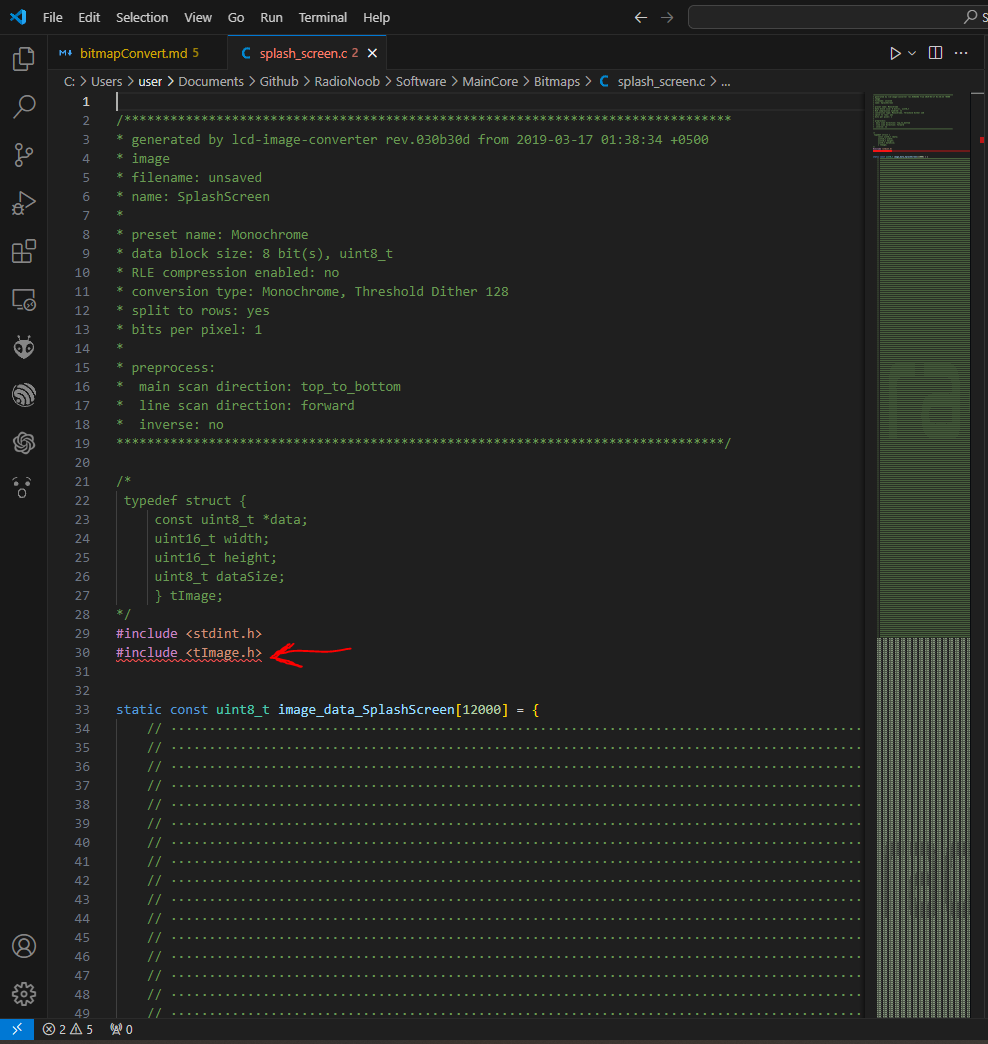 File Edit Selection View Go Run Terminal Help
bitmapConvert.md 5
C splash_screen.c 2
C: > Users > user > Documents > Github > RadioNoob > Software > MainCore > Bitmaps > C splash_screen.c > ...
1
2 /*******************************************************************************
3 * generated by lcd-image-converter rev.030b30d from 2019-03-17 01:38:34 +0500
4 * image
5 * filename: unsaved
6 * name: SplashScreen
7 *
8 * preset name: Monochrome
9 * data block size: 8 bit(s), uint8_t
10 * RLE compression enabled: no
11 * conversion type: Monochrome, Threshold Dither 128
12 * split to rows: yes
13 * bits per pixel: 1
14 *
15 * preprocess:
16 *  main scan direction: top_to_bottom
17 *  line scan direction: forward
18 *  inverse: no
19 *******************************************************************************/
20
21 /*
22 typedef struct {
23 const uint8_t *data;
24 uint16_t width;
25 uint16_t height;
26 uint8_t dataSize;
27 } tImage;
28 */
29 #include <stdint.h>
30 #include <tImage.h>
31
32
33 static const uint8_t image_data_SplashScreen[12000] = {
34 //
35 //
36 //
37 //
38 //
39 //
40 //
41 //
42 //
43 //
44 //
45 //
46 //
47 //
48 //
49 //
2 5 0